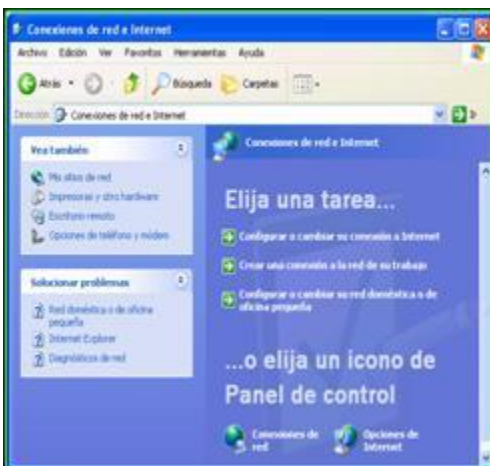 Conexiones de red e Internet
Archivo Edición Ver Favoritos Herramientas Ayuda
Atrás Búsqueda Carpetas
Dirección Conexiones de red e Internet
Vea también
Mis sitios de red
Impresoras y otro hardware
Escritorio remoto
Opciones de teléfono y módem
Solucionar problemas
Red doméstica o de oficina
pequeña
Internet Explorer
Diagnósticos de red
Conexiones de red e Internet
Elija una tarea...
Configurar o cambiar su conexión a Internet
Crear una conexión a la red de su trabajo
Configurar o cambiar su red doméstica o de
oficina pequeña
...o elija un icono de
Panel de control
Conexiones de
red
Opciones de
Internet